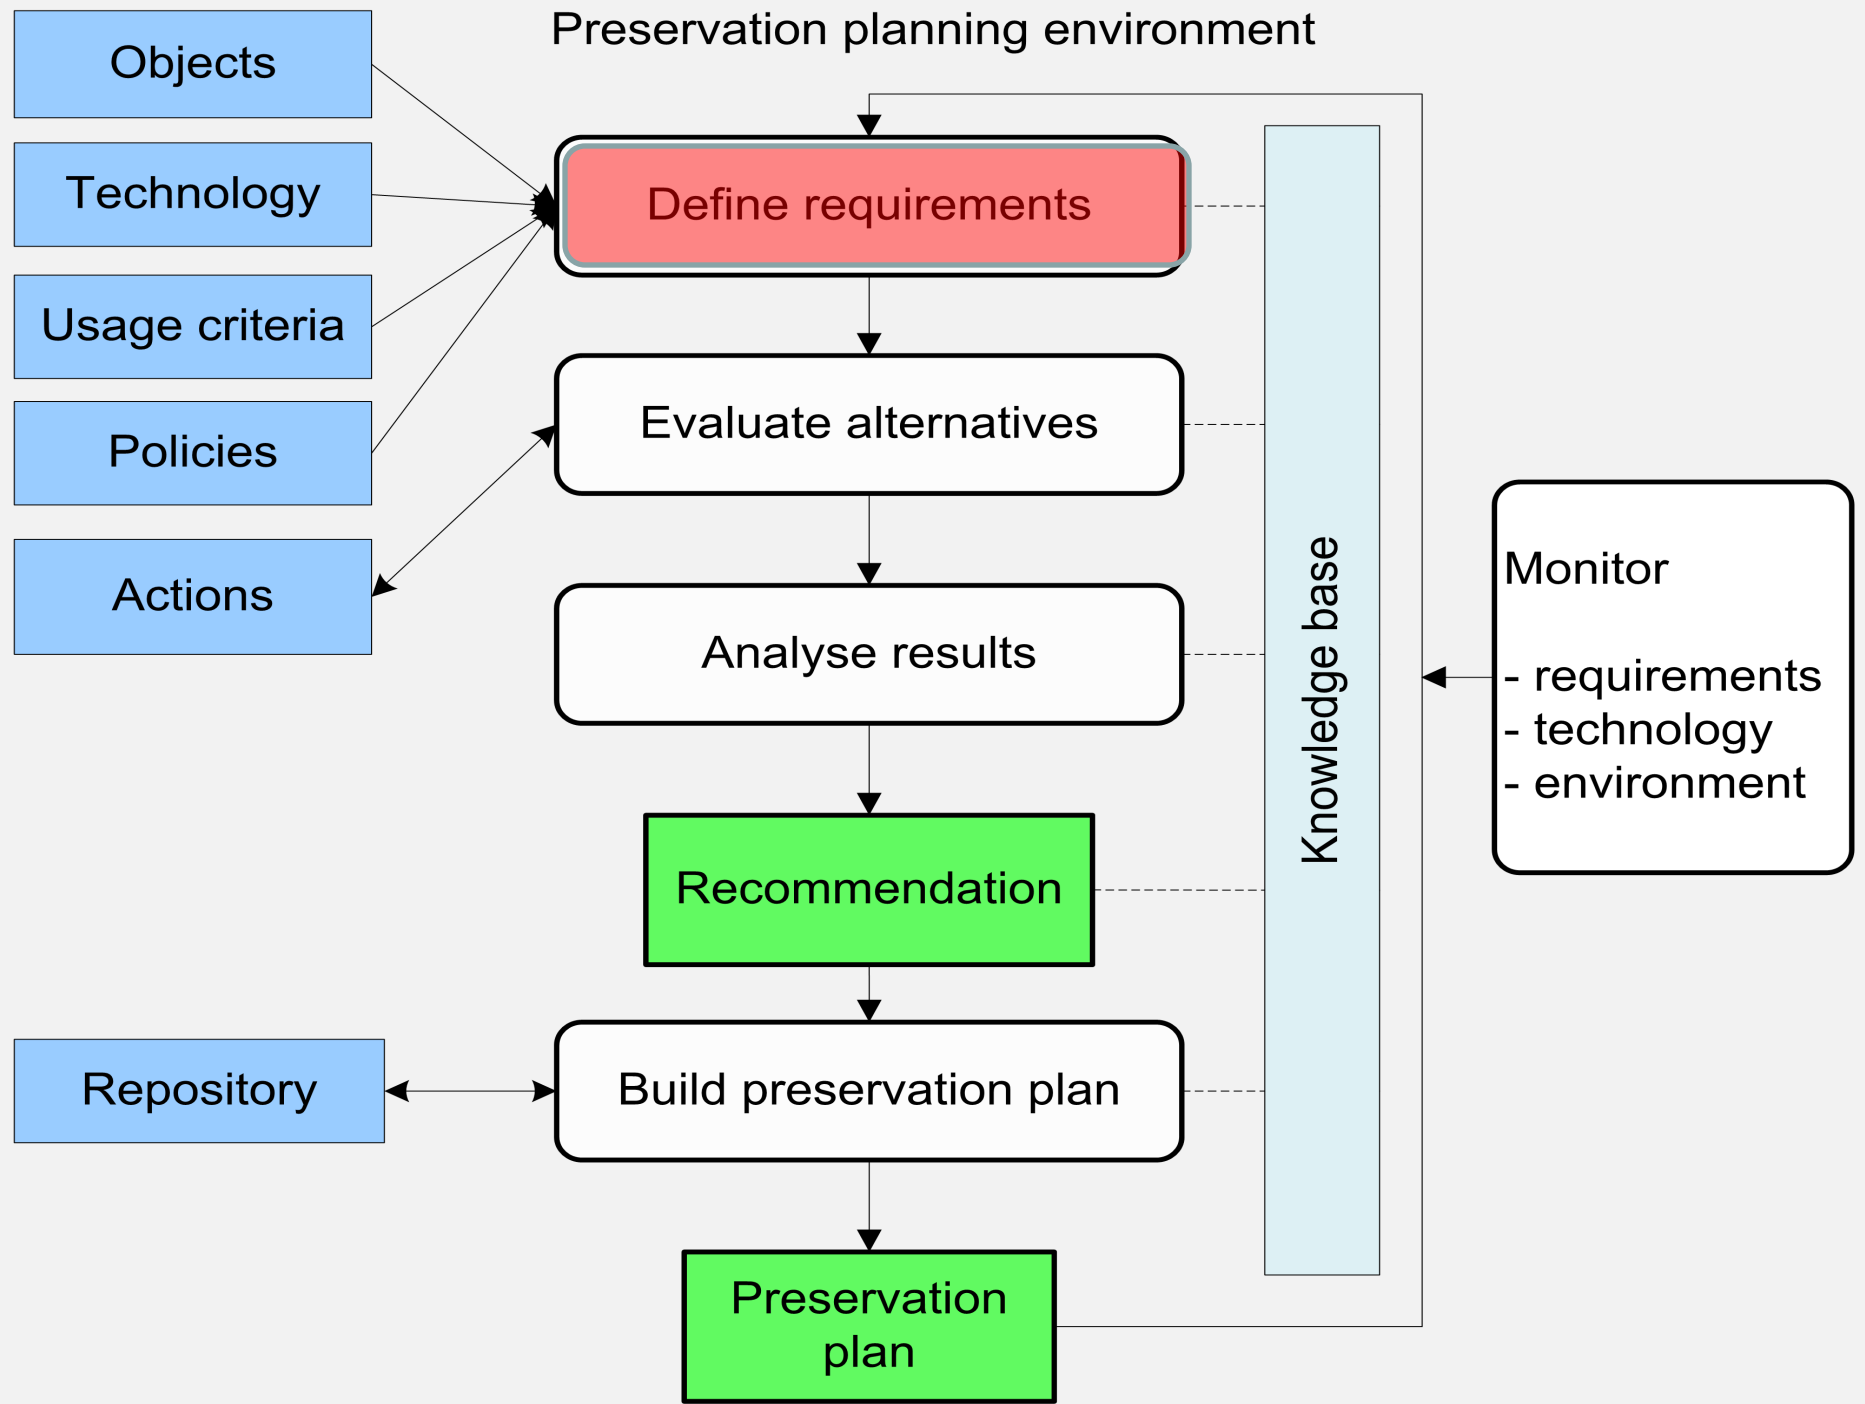 Preservation planning environment
Objects
Technology
Usage criteria
Policies
Actions
Repository
Define requirements
Evaluate alternatives
Analyse results
Recommendation
Build preservation plan
Preservation
plan
Knowledge base
Monitor
- requirements
- technology
- environment